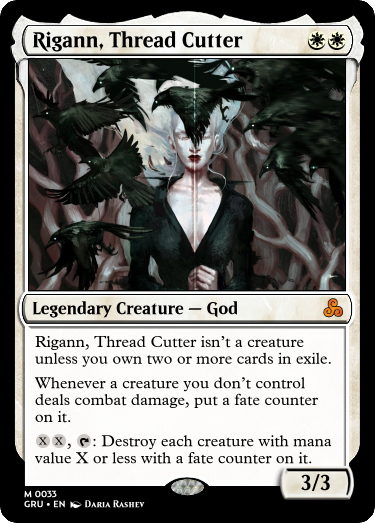 Rigann, Thread Cutter
Legendary Creature — God
Rigann, Thread Cutter isn't a creature
unless you own two or more cards in exile.
Whenever a creature you don't control
deals combat damage, put a fate counter
on it.
XX, : Destroy each creature with mana
value X or less with a fate counter on it.
3/3
M 0033
GRU • EN Daria Rashev